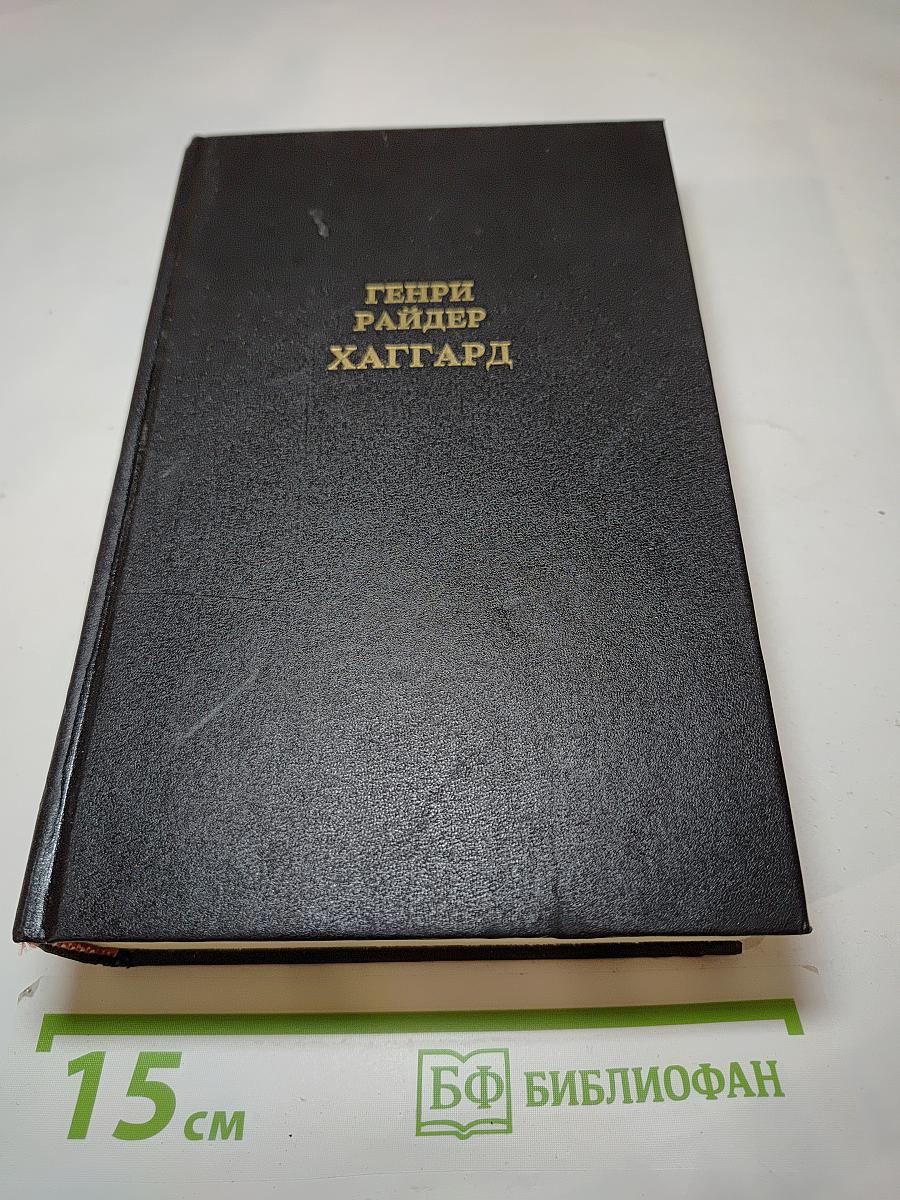 ГЕНРИ
РАЙДЕР
ХАГГАРД
15 см
БФ БИБЛИОФАН